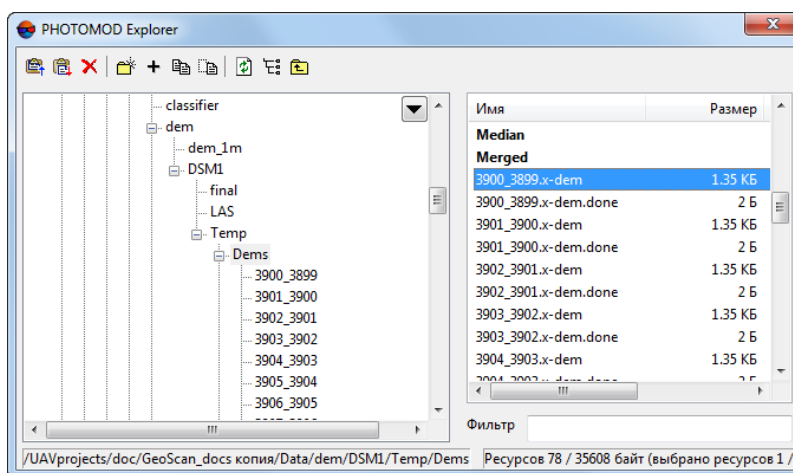 PHOTOMOD Explorer
classifier
dem
dem_1m
DSM1
final
LAS
Temp
Dems
3900_3899
3901_3900
3902_3901
3903_3902
3904_3903
3905_3904
3906_3905
Имя Размер
Median
Merged
3900_3899.x-dem 1.35 КБ
3900_3899.x-dem.done 2 Б
3901_3900.x-dem 1.35 КБ
3901_3900.x-dem.done 2 Б
3902_3901.x-dem 1.35 КБ
3902_3901.x-dem.done 2 Б
3903_3902.x-dem 1.35 КБ
3903_3902.x-dem.done 2 Б
3904_3903.x-dem 1.35 КБ
Фильтр
/UAVprojects/doc/GeoScan_docs копия/Data/dem/DSM1/Temp/Dems
Ресурсов 78 / 35608 байт (выбрано ресурсов 1 /